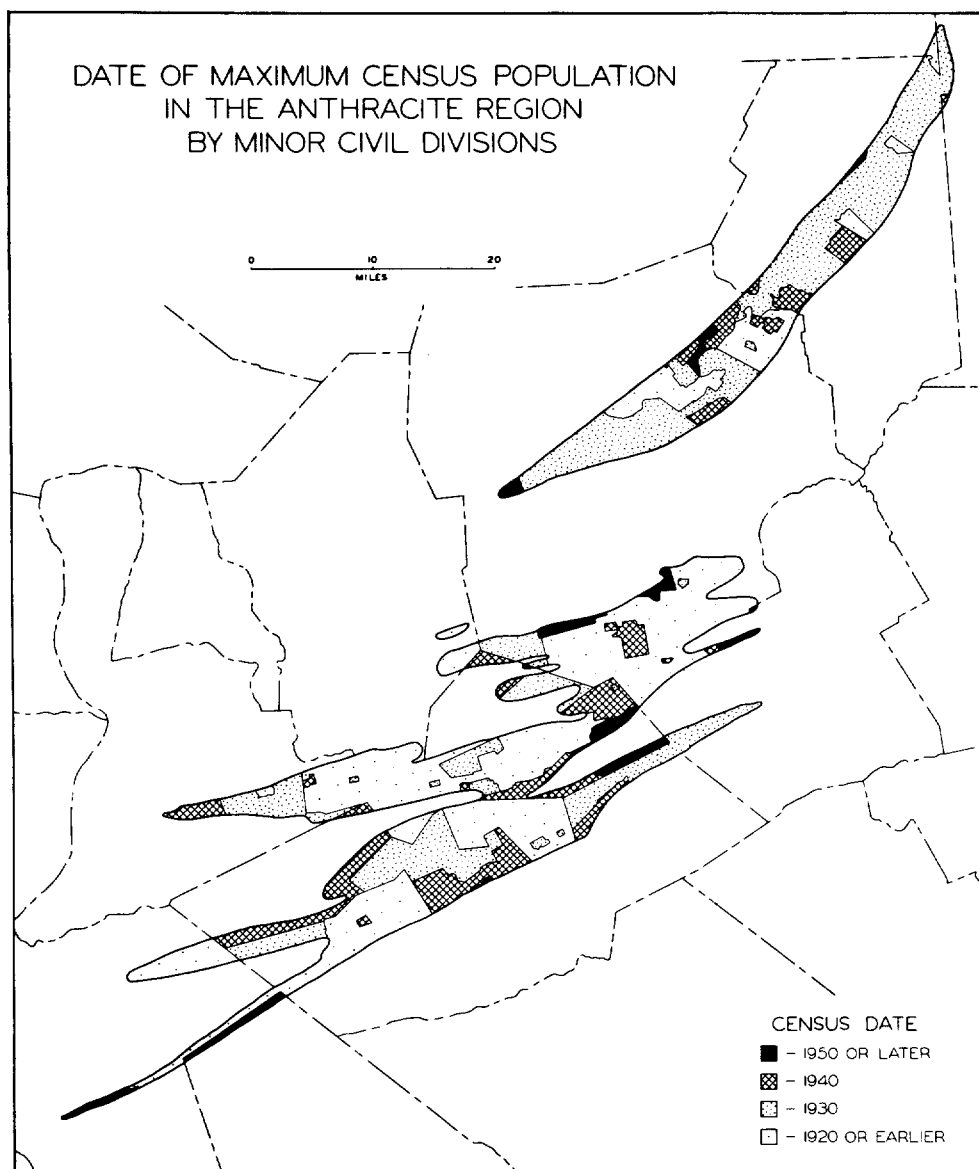 DATE OF MAXIMUM CENSUS POPULATION
IN THE ANTHRACITE REGION
BY MINOR CIVIL DIVISIONS
0 10 20
MILES
CENSUS DATE
- 1950 OR LATER
- 1940
- 1930
- 1920 OR EARLIER